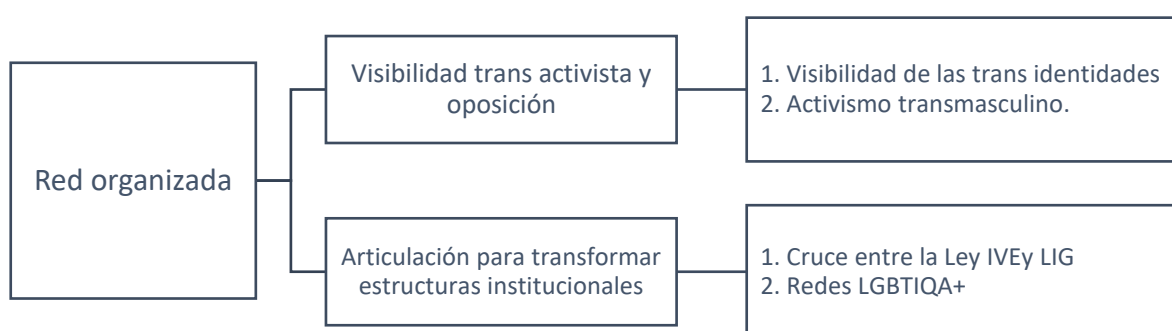 Red organizada
Visibilidad trans activista y
oposición
1. Visibilidad de las trans identidades
2. Activismo transmasculino.
Articulación para transformar
estructuras institucionales
1. Cruce entre la Ley IVEy LIG
2. Redes LGBTIQA+